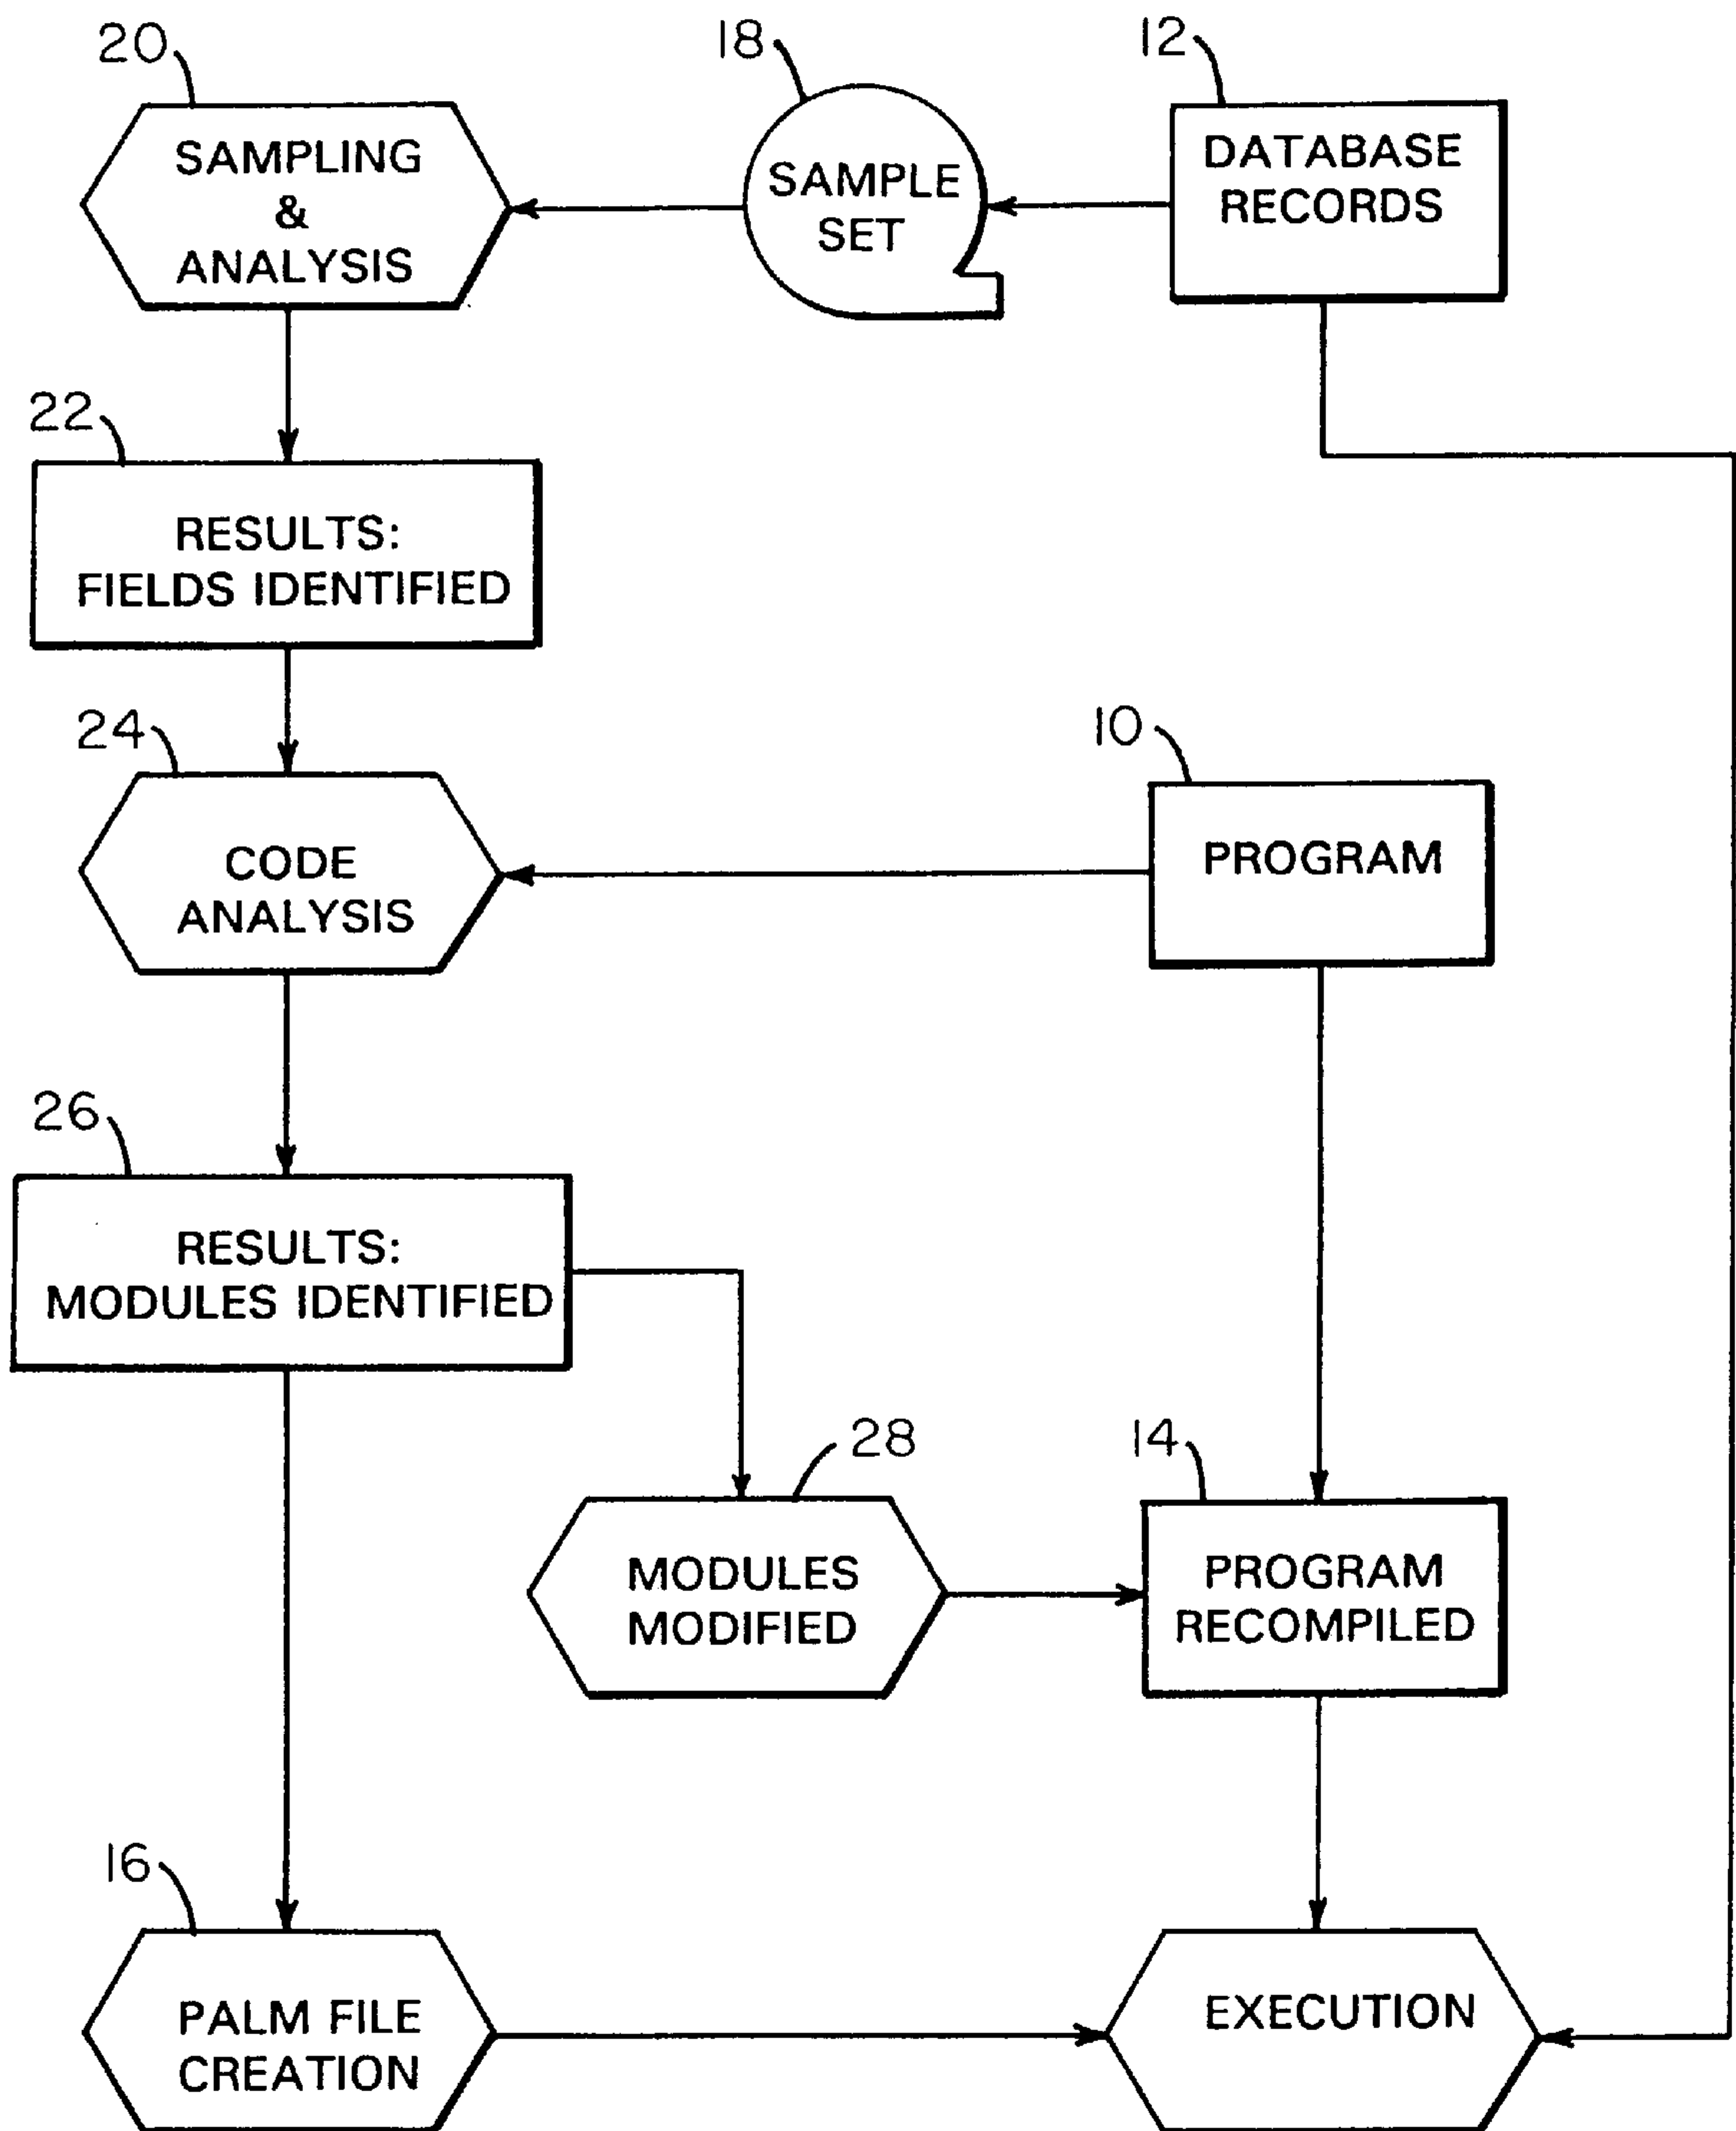 20
18
12
SAMPLING
&
ANALYSIS
SAMPLE
SET
DATABASE
RECORDS
22
RESULTS:
FIELDS IDENTIFIED
24
10
CODE
ANALYSIS
PROGRAM
26
RESULTS:
MODULES IDENTIFIED
28
14
MODULES
MODIFIED
PROGRAM
RECOMPILED
16
PALM FILE
CREATION
EXECUTION